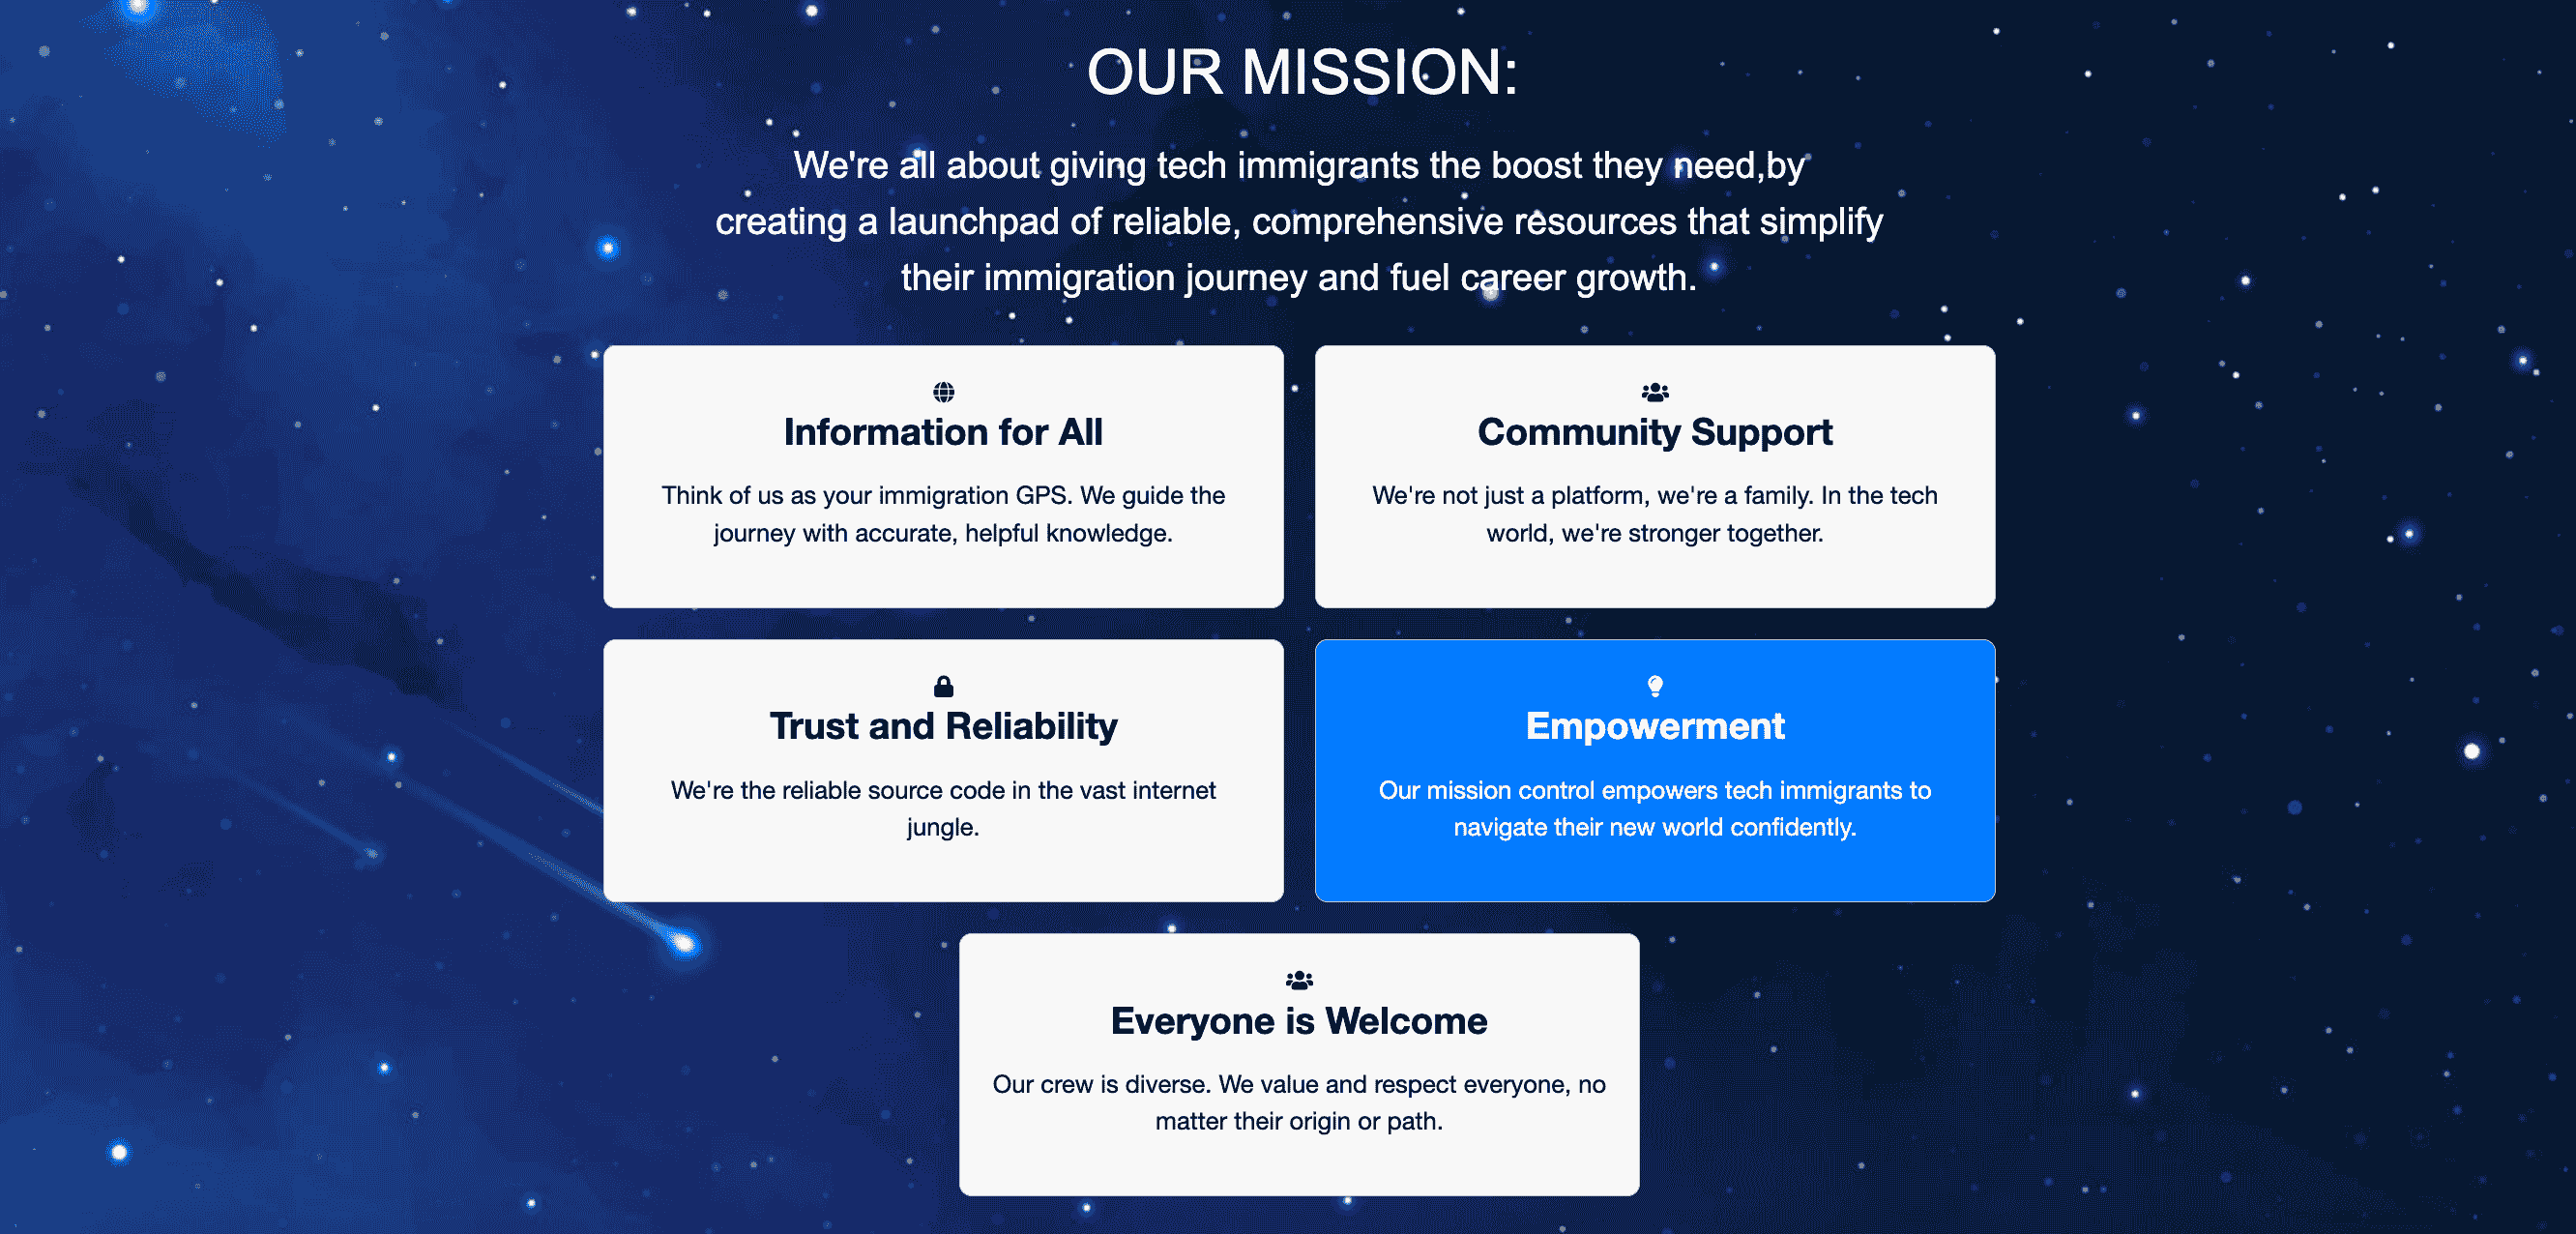 OUR MISSION:
We're all about giving tech immigrants the boost they need,by
creating a launchpad of reliable, comprehensive resources that simplify
their immigration journey and fuel career growth.
Information for All
Think of us as your immigration GPS. We guide the
journey with accurate, helpful knowledge.
Community Support
We're not just a platform, we're a family. In the tech
world, we're stronger together.
Trust and Reliability
We're the reliable source code in the vast internet
jungle.
Empowerment
Our mission control empowers tech immigrants to
navigate their new world confidently.
Everyone is Welcome
Our crew is diverse. We value and respect everyone, no
matter their origin or path.